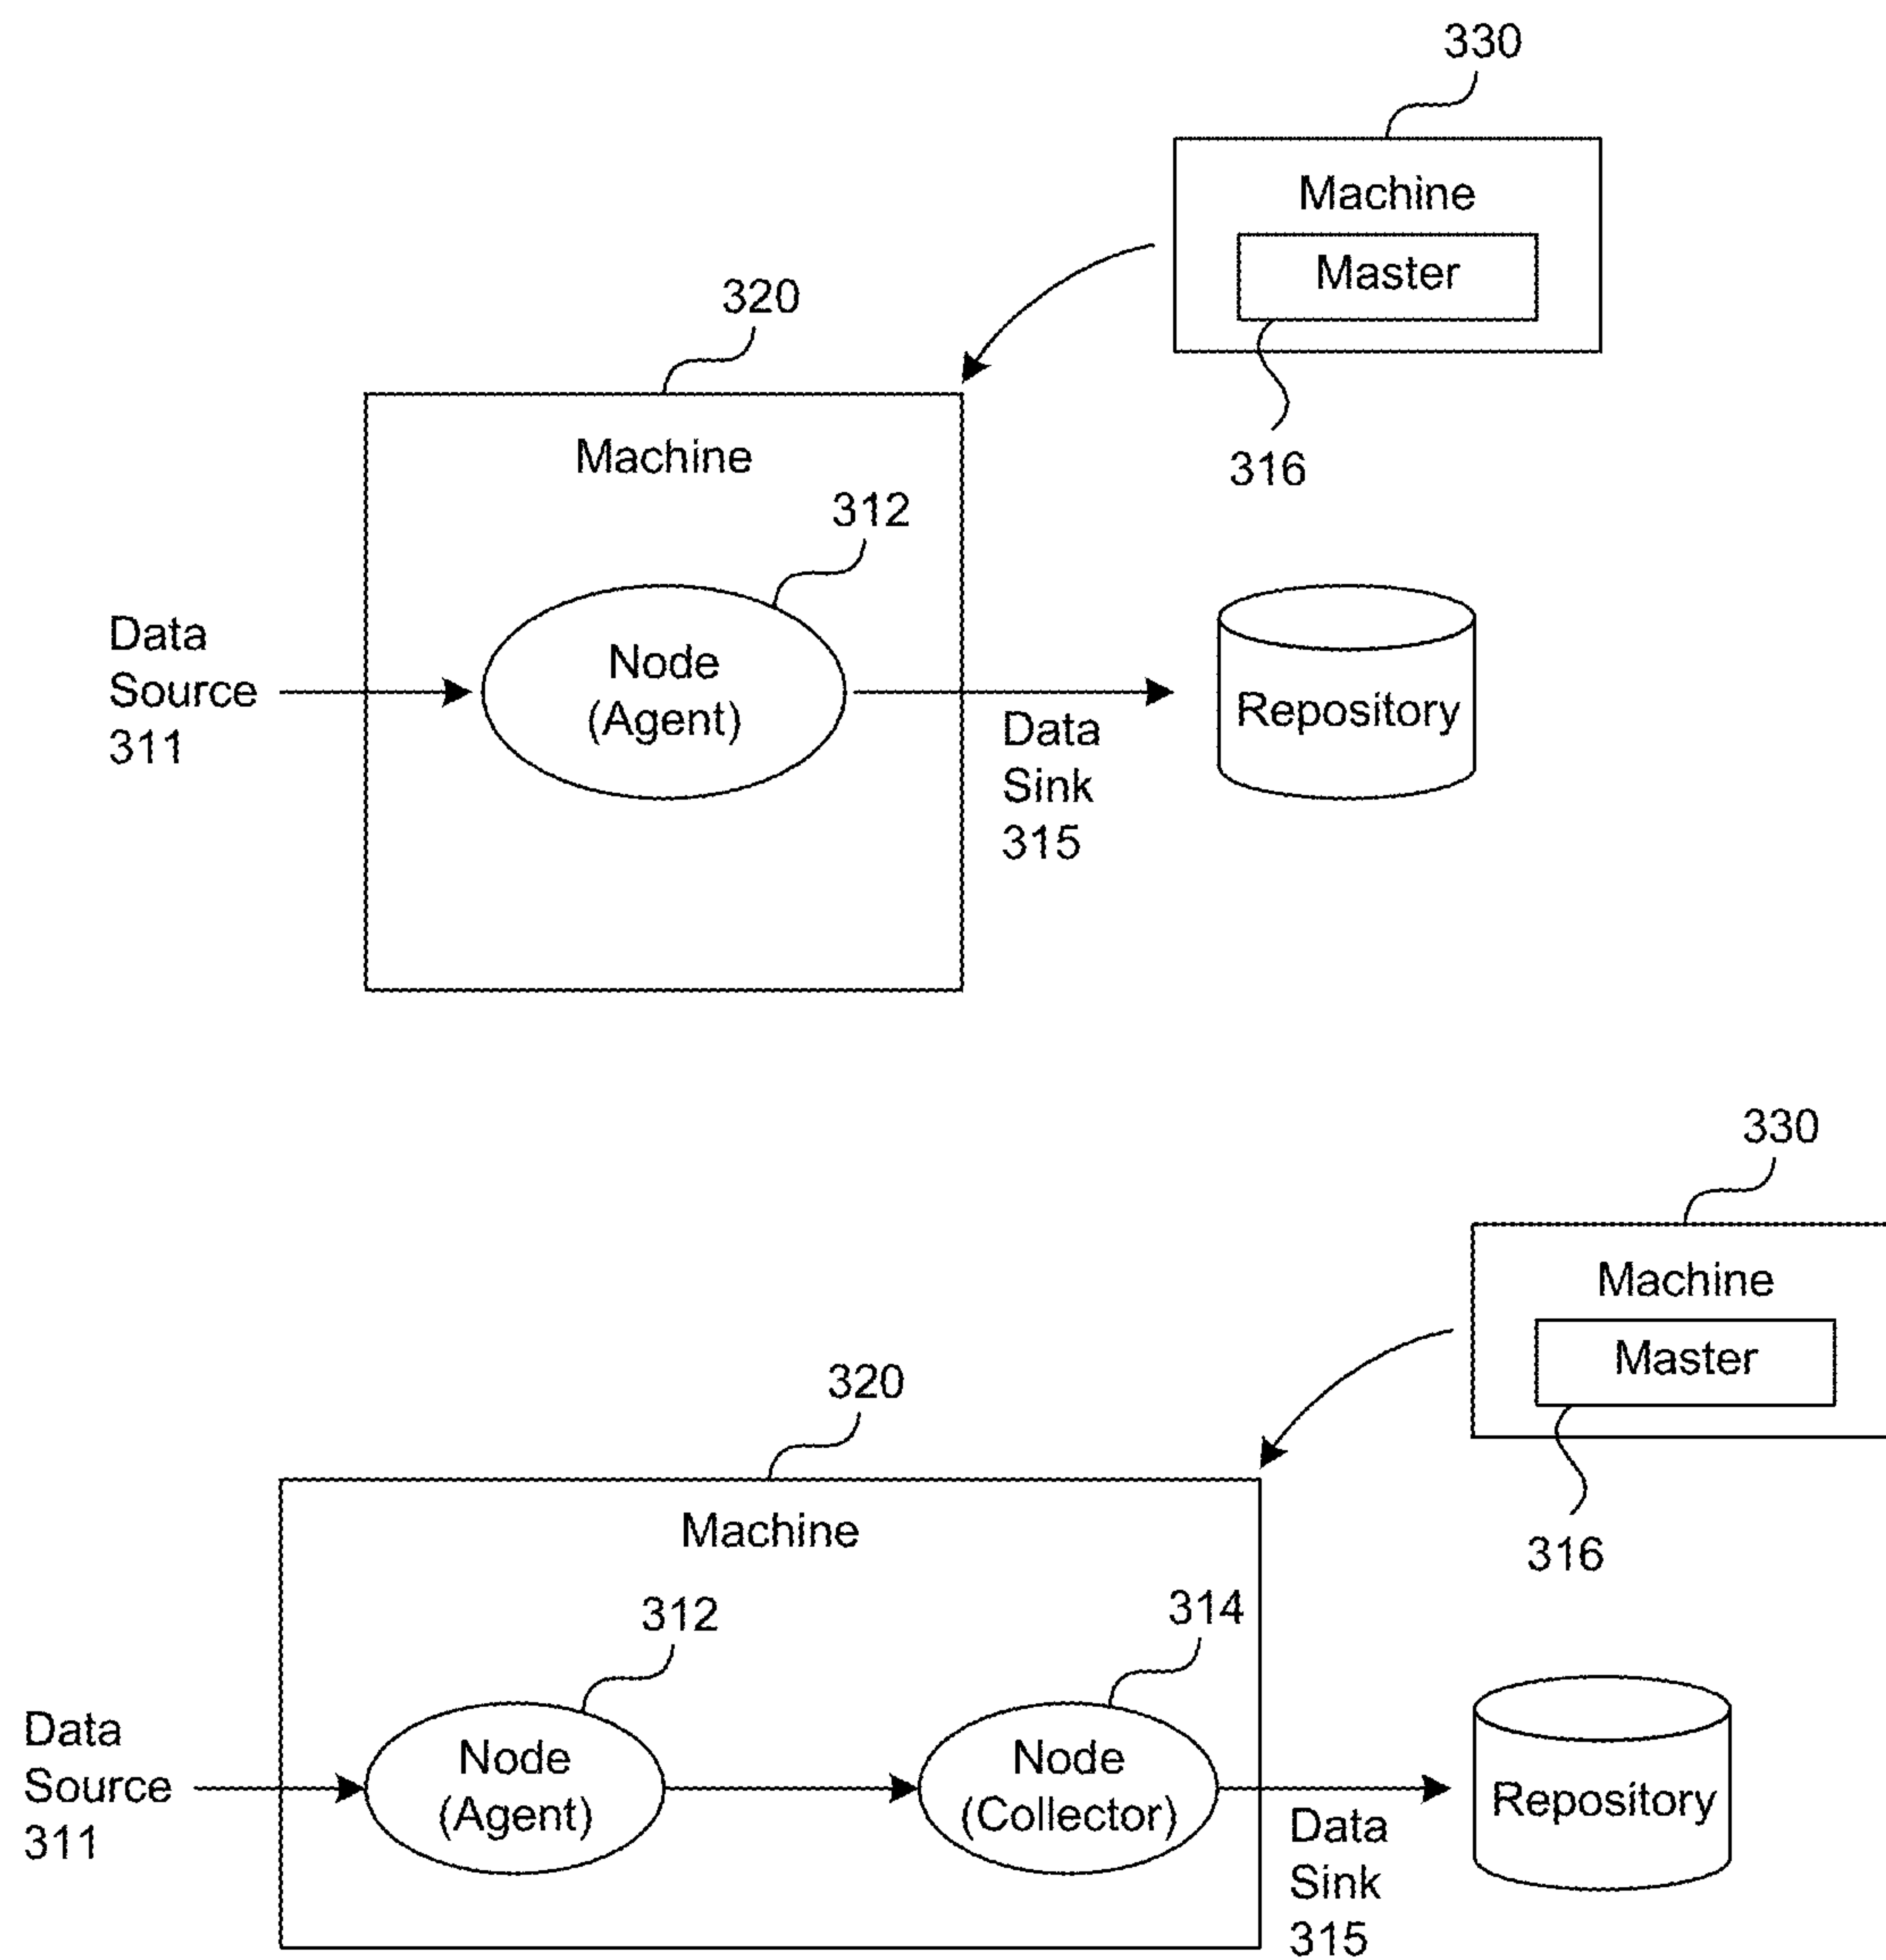 330
Machine
Master
320
316
Machine
312
Data
Source
311
Node
(Agent)
Data
Sink
315
Repository
330
Machine
Master
320
316
Machine
312
314
Data
Source
311
Node
(Agent)
Node
(Collector)
Data
Sink
315
Repository